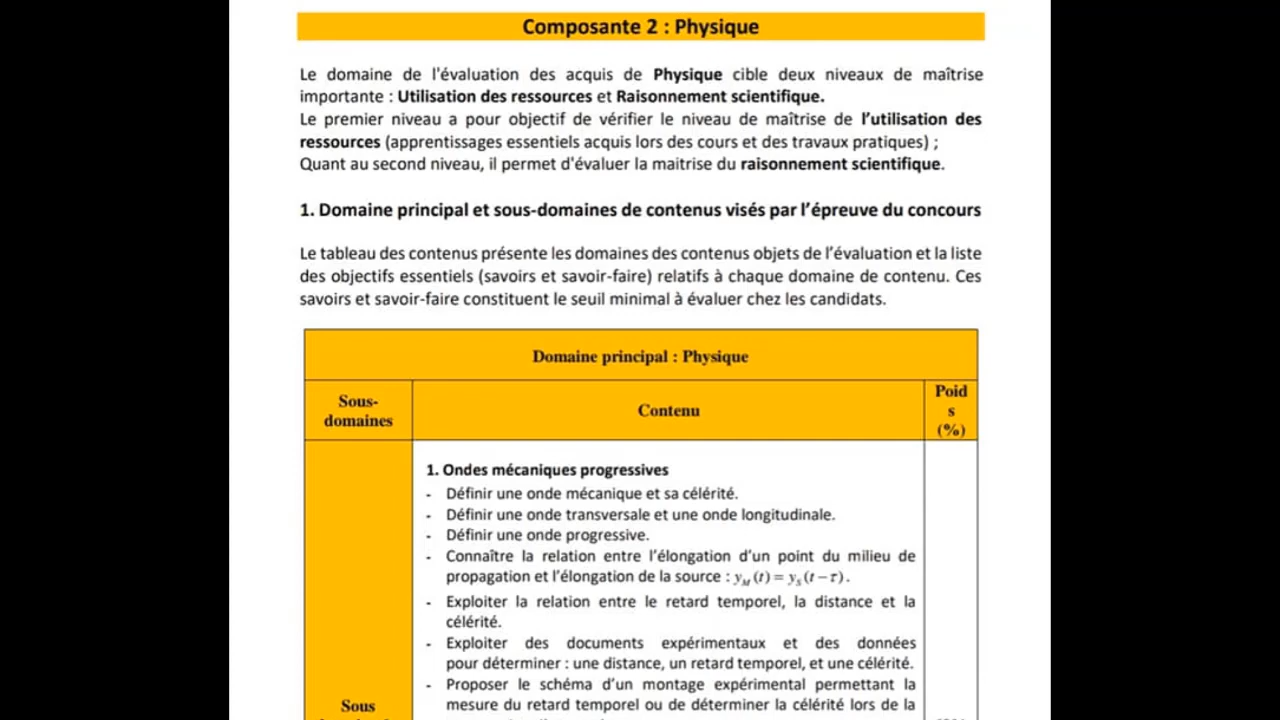 Composante 2 : Physique
Le domaine de l'évaluation des acquis de Physique cible deux niveaux de maîtrise
importante : Utilisation des ressources et Raisonnement scientifique.
Le premier niveau a pour objectif de vérifier le niveau de maîtrise de l’utilisation des
ressources (apprentissages essentiels acquis lors des cours et des travaux pratiques) ;
Quant au second niveau, il permet d'évaluer la maitrise du raisonnement scientifique.
1. Domaine principal et sous-domaines de contenus visés par l’épreuve du concours
Le tableau des contenus présente les domaines des contenus objets de l’évaluation et la liste
des objectifs essentiels (savoirs et savoir-faire) relatifs à chaque domaine de contenu. Ces
savoirs et savoir-faire constituent le seuil minimal à évaluer chez les candidats.
Domaine principal : Physique
Sous-
domaines
Contenu
Poid
s
(%)
1. Ondes mécaniques progressives
- Définir une onde mécanique et sa célérité.
- Définir une onde transversale et une onde longitudinale.
- Définir une onde progressive.
- Connaître la relation entre l’élongation d’un point du milieu de
propagation et l’élongation de la source : y_M(t) = y_S(t − τ).
- Exploiter la relation entre le retard temporel, la distance et la
célérité.
- Exploiter des documents expérimentaux et des données
pour déterminer : une distance, un retard temporel, et une célérité.
- Proposer le schéma d’un montage expérimental permettant la
mesure du retard temporel ou de déterminer la célérité lors de la
Sous